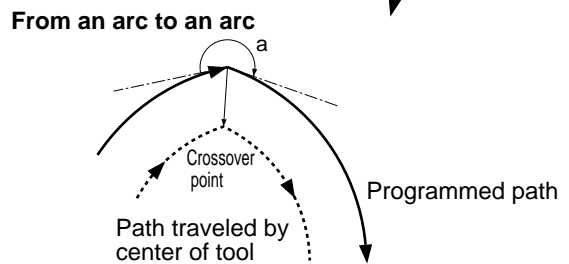 From an arc to an arc
a
Crossover
point
Programmed path
Path traveled by
center of tool